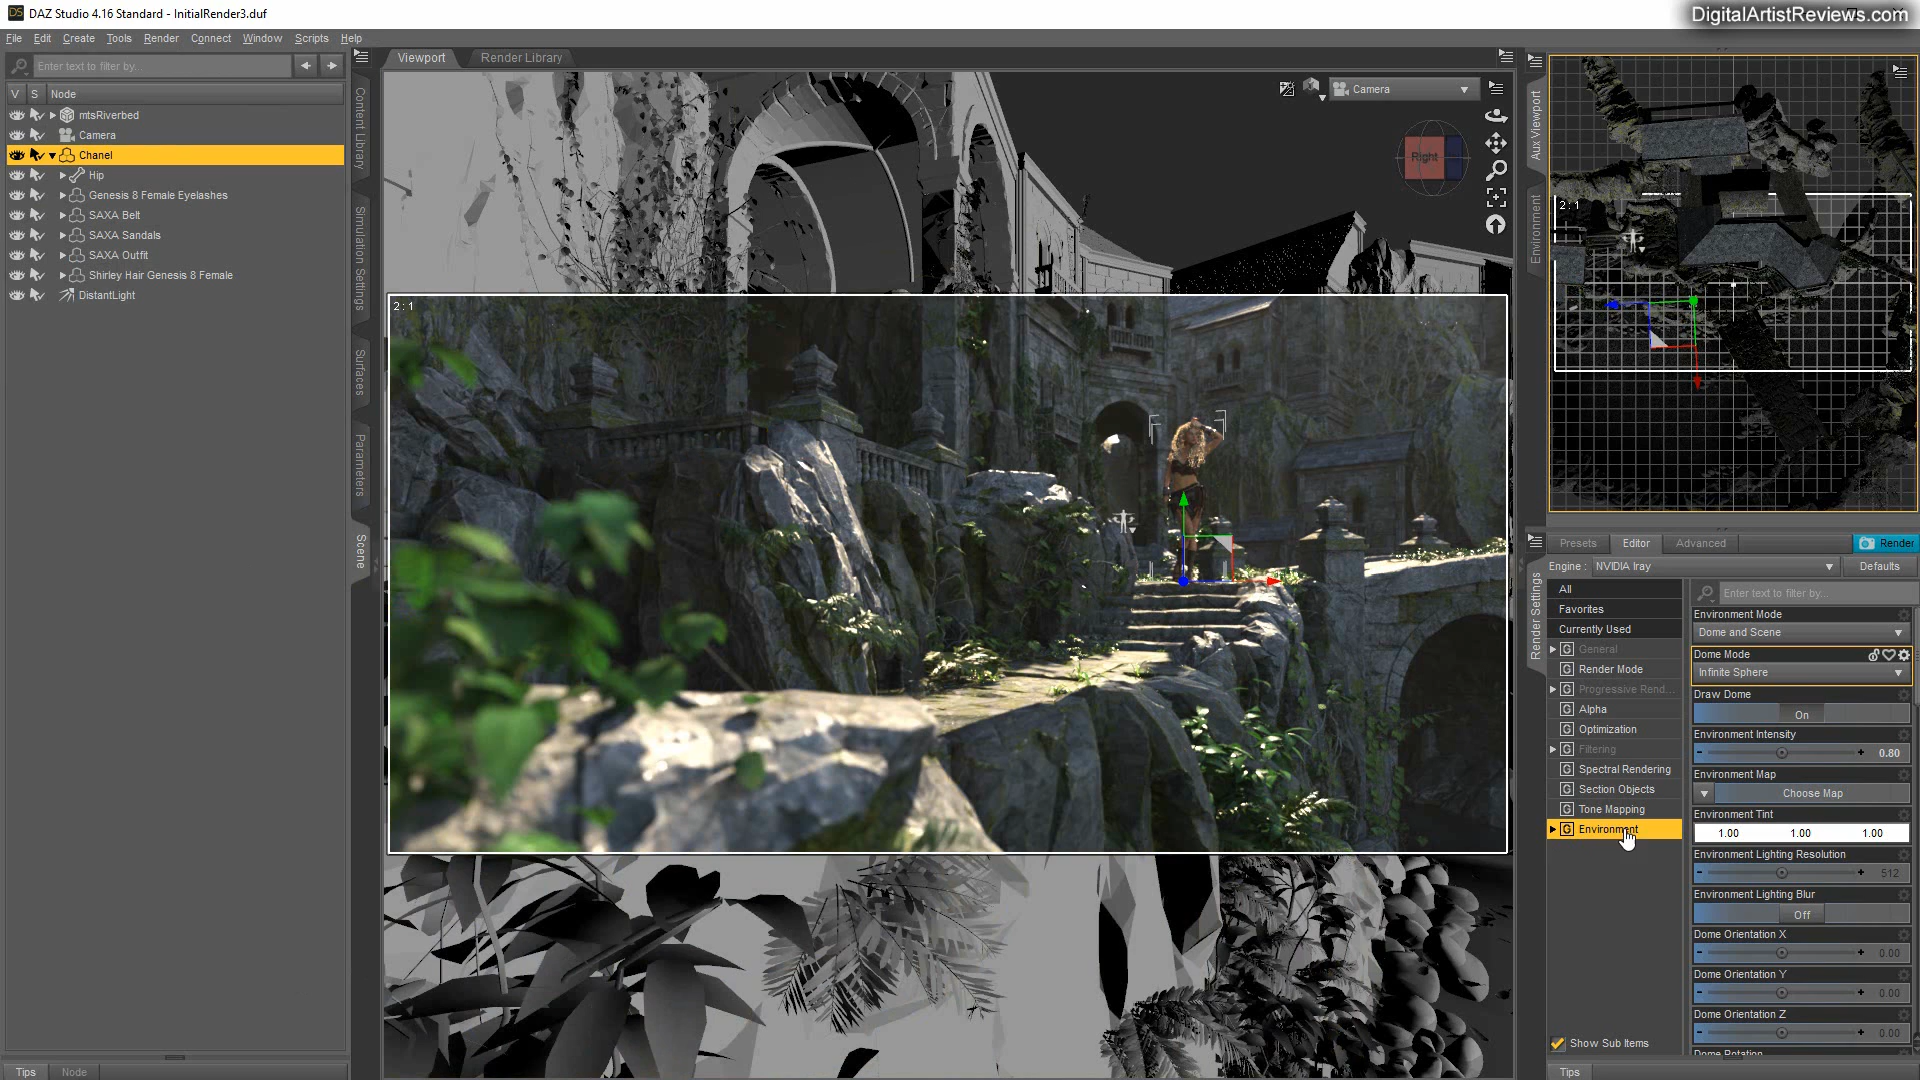 DS DAZ Studio 4.16 Standard - InitialRender3.duf
DigitalArtistReviews.com
File Edit Create Tools Render Connect Window Scripts Help
Enter text to filter by...
V S Node
mtsRiverbed
Camera
Chanel
Hip
Genesis 8 Female Eyelashes
SAXA Belt
SAXA Sandals
SAXA Outfit
Shirley Hair Genesis 8 Female
DistantLight
Tips Node
Content Library
Simulation Settings
Surfaces
Parameters
Scene
Viewport Render Library
Camera
Right
2 : 1
Aux Viewport
Environment
2 : 1
Render Settings
Presets Editor Advanced Render
Engine : NVIDIA Iray Defaults
All
Favorites
Currently Used
General
Render Mode
Progressive Rend...
Alpha
Optimization
Filtering
Spectral Rendering
Section Objects
Tone Mapping
Environment
Show Sub Items
Tips
Enter text to filter by...
Environment Mode
Dome and Scene
Dome Mode
Infinite Sphere
Draw Dome
On
Environment Intensity
0.80
Environment Map
Choose Map
Environment Tint
1.00 1.00 1.00
Environment Lighting Resolution
512
Environment Lighting Blur
Off
Dome Orientation X
0.00
Dome Orientation Y
0.00
Dome Orientation Z
0.00
Dome Rotation